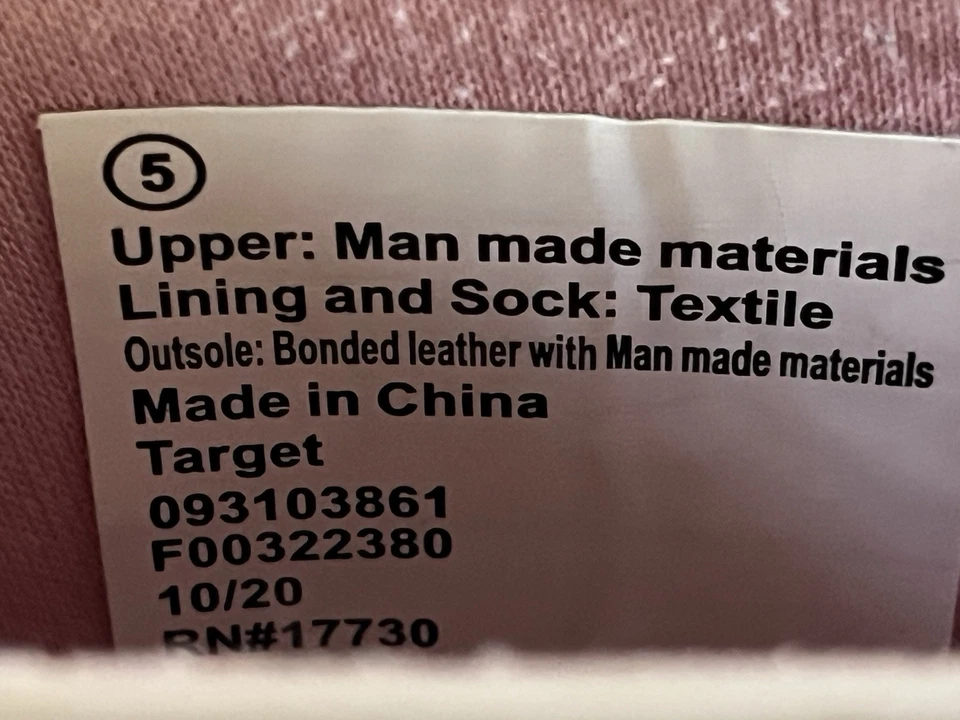 5
Upper: Man made materials
Lining and Sock: Textile
Outsole: Bonded leather with Man made materials
Made in China
Target
093103861
F00322380
10/20
RN#17730